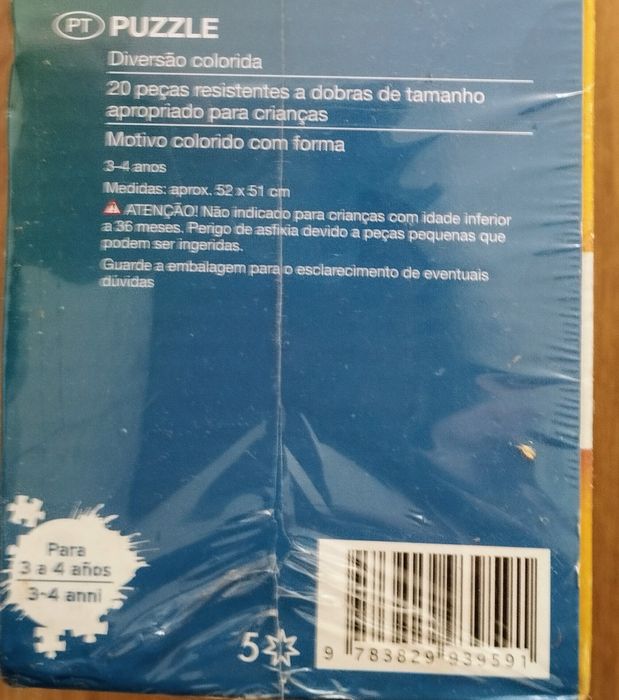 PT PUZZLE
Diversão colorida
20 peças resistentes a dobras de tamanho
apropriado para crianças
Motivo colorido com forma
3-4 anos
Medidas: aprox. 52 x 51 cm
ATENÇÃO! Não indicado para crianças com idade inferior
a 36 meses. Perigo de asfixia devido a peças pequenas que
podem ser ingeridas.
Guarde a embalagem para o esclarecimento de eventuais
dúvidas
Para
3 a 4 años
3-4 anni
5
9 783829 939591